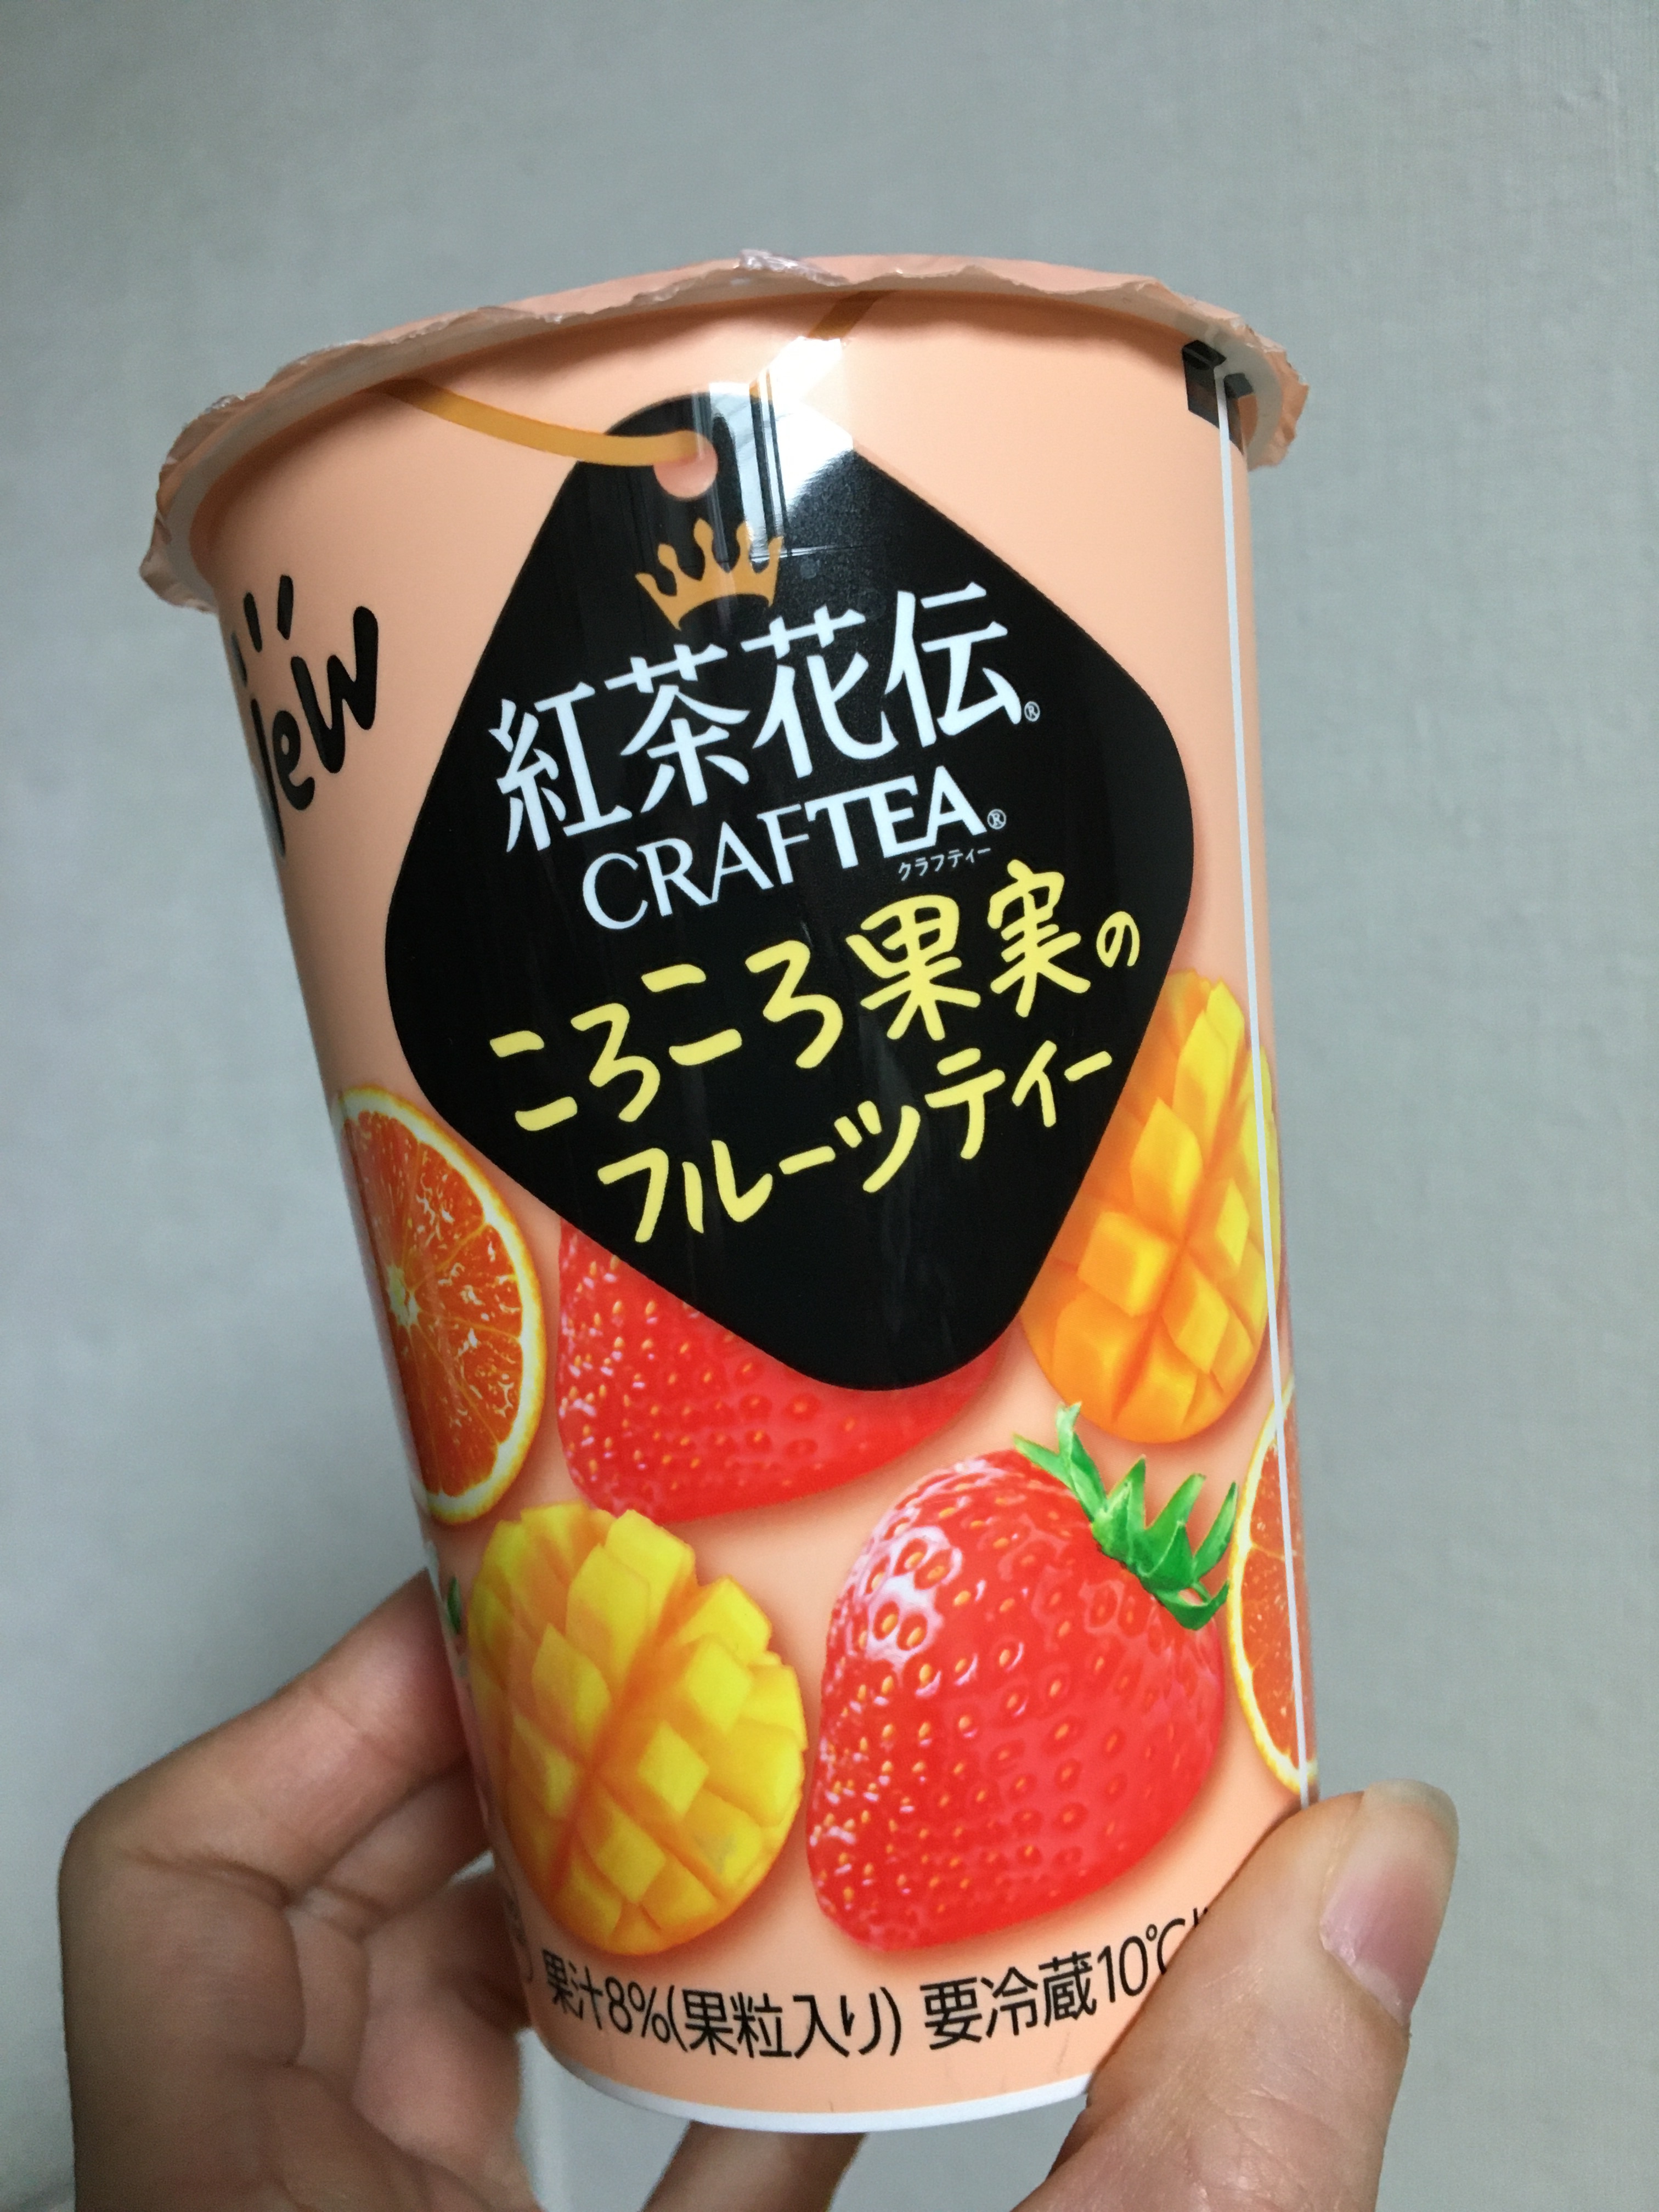 New
紅茶花伝®
CRAFTEA®
クラフティー
ころころ果実の
フルーツティー
果汁8%(果粒入り) 要冷蔵10℃